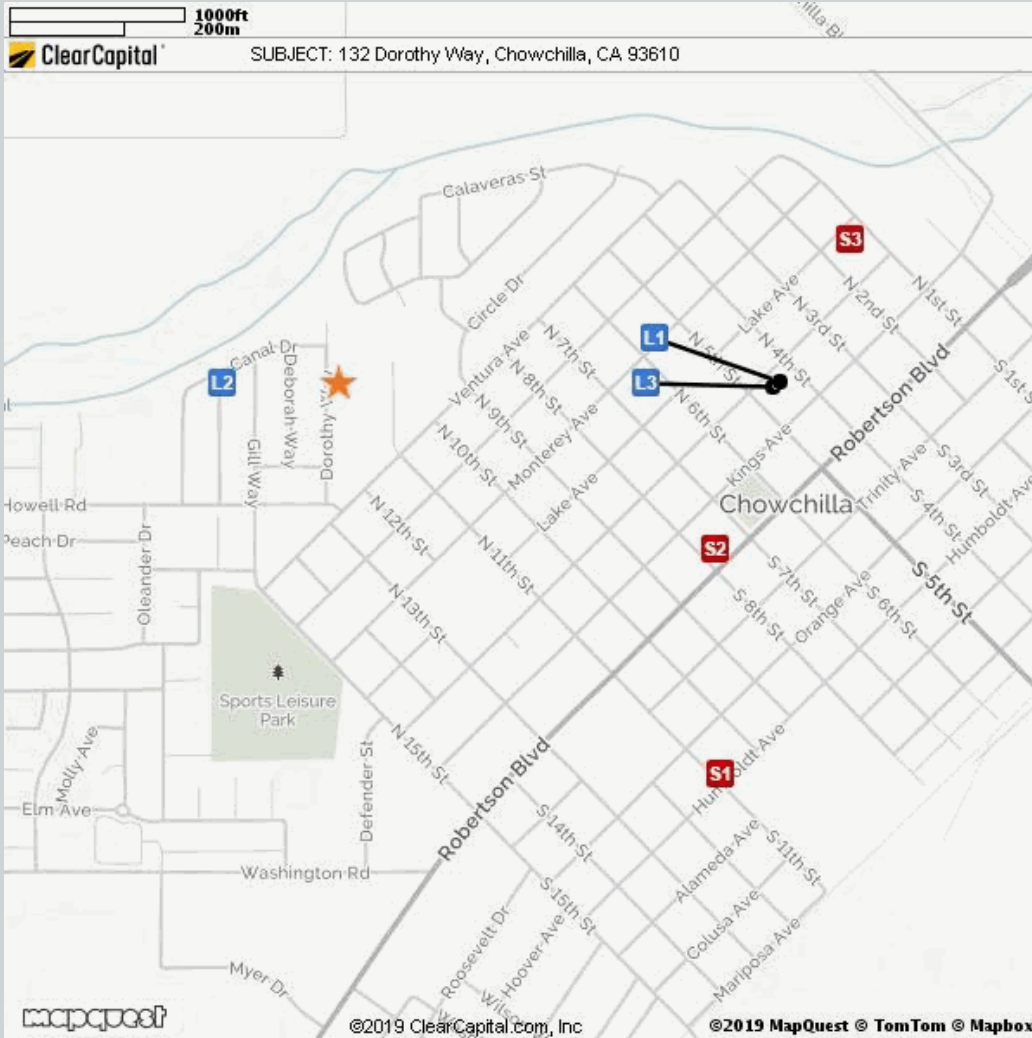 1000ft
200m
ClearCapital
SUBJECT: 132 Dorothy Way, Chowchilla, CA 93610
Calaveras St
S3
Lake Ave
N 2nd St
N 1st St
Circle Dr
N 3rd St
L1
N 4th St
N 5th St
Canal Dr
N 7th St
Ventura Ave
Robertson Blvd
L2
L3
Deborah Way
Dorothy
N 8th St
N 6th St
N 9th St
Monterey Ave
Gill Way
N 10th St
Kings Ave
Trinity Ave
S 3rd St
Howell Rd
Chowchilla
S 4th St
Humboldt Ave
Lake Ave
N 12th St
Peach Dr
S2
N 11th St
Oleander Dr
S 7th St
S 5th St
Orange Ave
S 6th St
S 8th St
N 13th St
Sports Leisure
Park
S1
Humboldt Ave
N 15th St
Molly Ave
Defender St
Robertson Blvd
Elm Ave
S 14th St
S 11th St
Alameda Ave
Washington Rd
S 15th St
Colusa Ave
Roosevelt Dr
Hoover Ave
Mariposa Ave
Myer Dr
mapquest
©2019 ClearCapital.com, Inc
©2019 MapQuest © TomTom © Mapbox